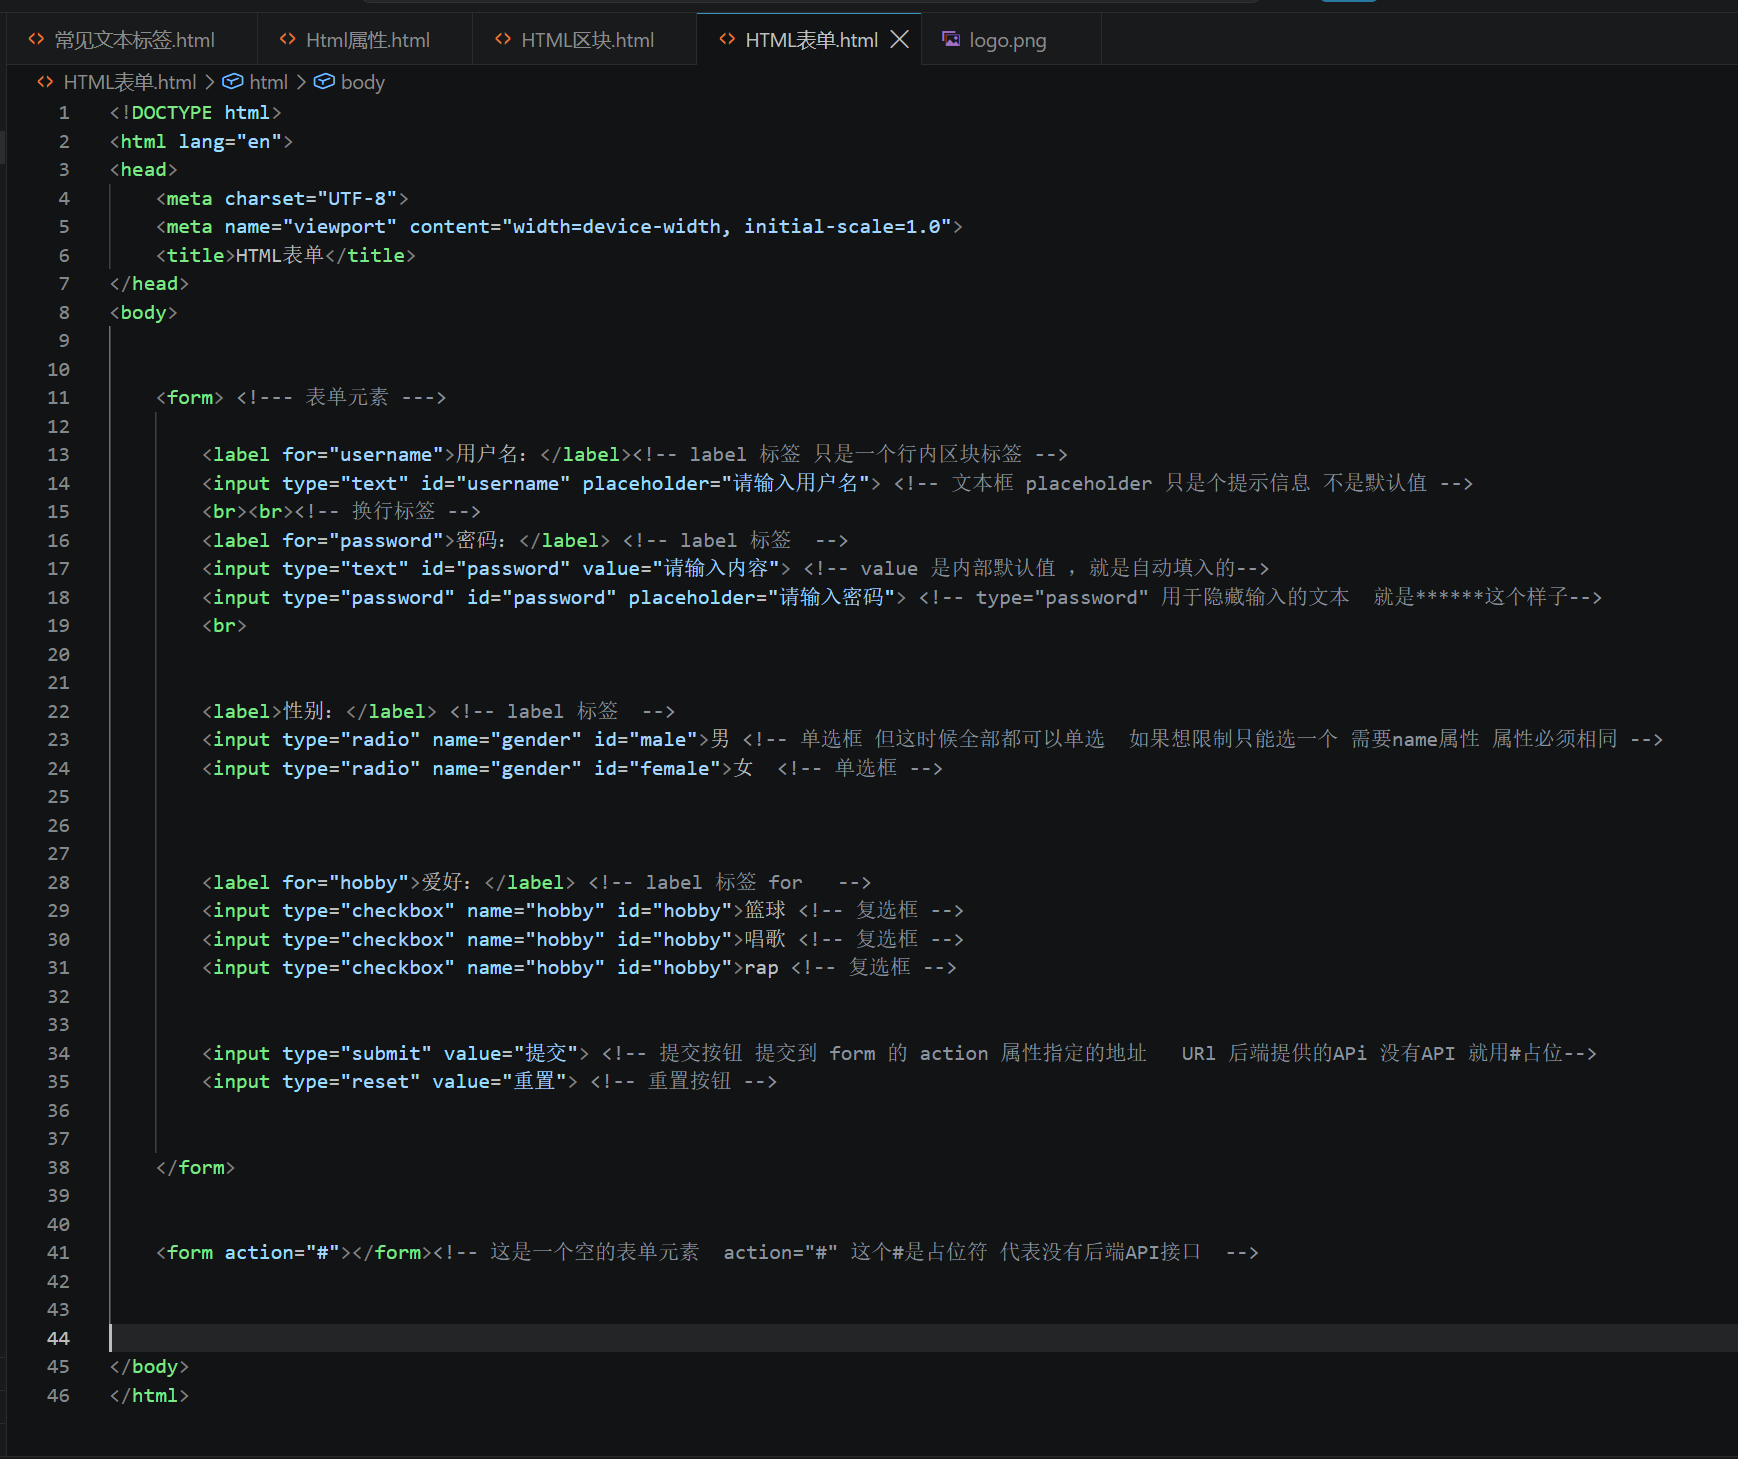 常见文本标签.html Html属性.html HTML区块.html HTML表单.html logo.png
HTML表单.html > html > body
1 <!DOCTYPE html>
2 <html lang="en">
3 <head>
4 <meta charset="UTF-8">
5 <meta name="viewport" content="width=device-width, initial-scale=1.0">
6 <title>HTML表单</title>
7 </head>
8 <body>
9
10
11 <form> <!--- 表单元素 --->
12
13 <label for="username">用户名：</label><!-- label 标签 只是一个行内区块标签 -->
14 <input type="text" id="username" placeholder="请输入用户名"> <!-- 文本框 placeholder 只是个提示信息 不是默认值 -->
15 <br><br><!-- 换行标签 -->
16 <label for="password">密码：</label> <!-- label 标签  -->
17 <input type="text" id="password" value="请输入内容"> <!-- value 是内部默认值 ，就是自动填入的-->
18 <input type="password" id="password" placeholder="请输入密码"> <!-- type="password" 用于隐藏输入的文本  就是******这个样子-->
19 <br>
20
21
22 <label>性别：</label> <!-- label 标签  -->
23 <input type="radio" name="gender" id="male">男 <!-- 单选框 但这时候全部都可以单选  如果想限制只能选一个 需要name属性 属性必须相同 -->
24 <input type="radio" name="gender" id="female">女  <!-- 单选框 -->
25
26
27
28 <label for="hobby">爱好：</label> <!-- label 标签 for   -->
29 <input type="checkbox" name="hobby" id="hobby">篮球 <!-- 复选框 -->
30 <input type="checkbox" name="hobby" id="hobby">唱歌 <!-- 复选框 -->
31 <input type="checkbox" name="hobby" id="hobby">rap <!-- 复选框 -->
32
33
34 <input type="submit" value="提交"> <!-- 提交按钮 提交到 form 的 action 属性指定的地址   URl 后端提供的APi 没有API 就用#占位-->
35 <input type="reset" value="重置"> <!-- 重置按钮 -->
36
37
38 </form>
39
40
41 <form action="#"></form><!-- 这是一个空的表单元素  action="#" 这个#是占位符 代表没有后端API接口  -->
42
43
44
45 </body>
46 </html>